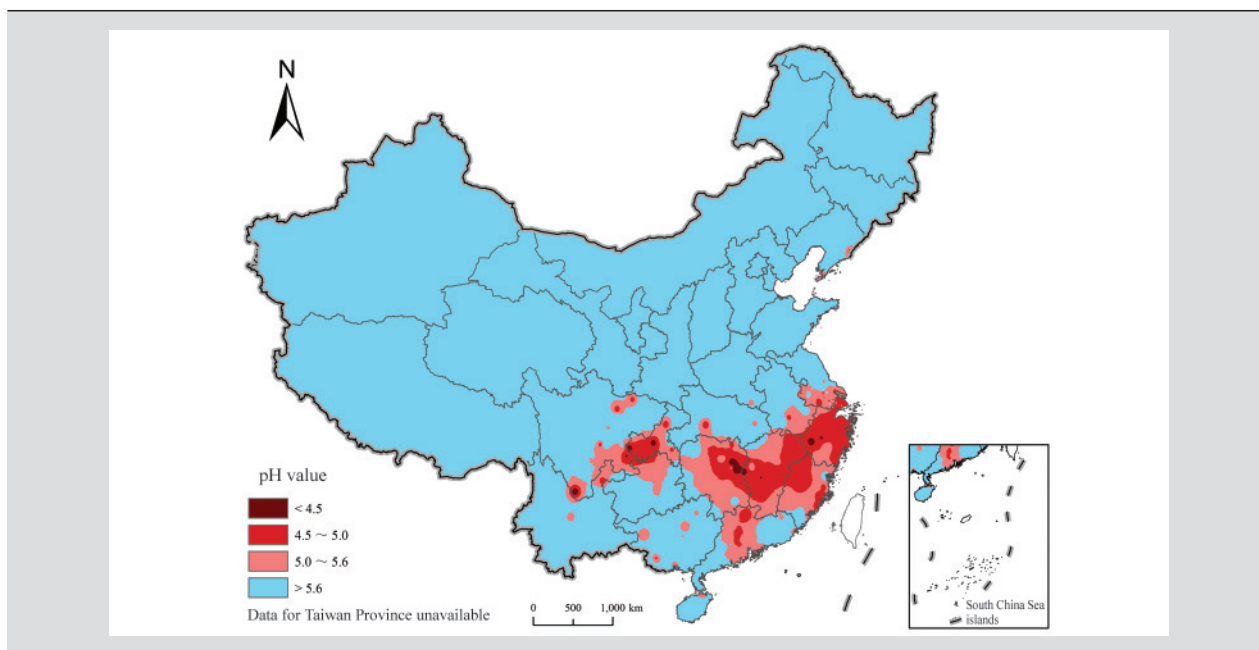 N
pH value
< 4.5
4.5 ~ 5.0
5.0 ~ 5.6
> 5.6
Data for Taiwan Province unavailable
0 500 1,000 km
South China Sea
islands